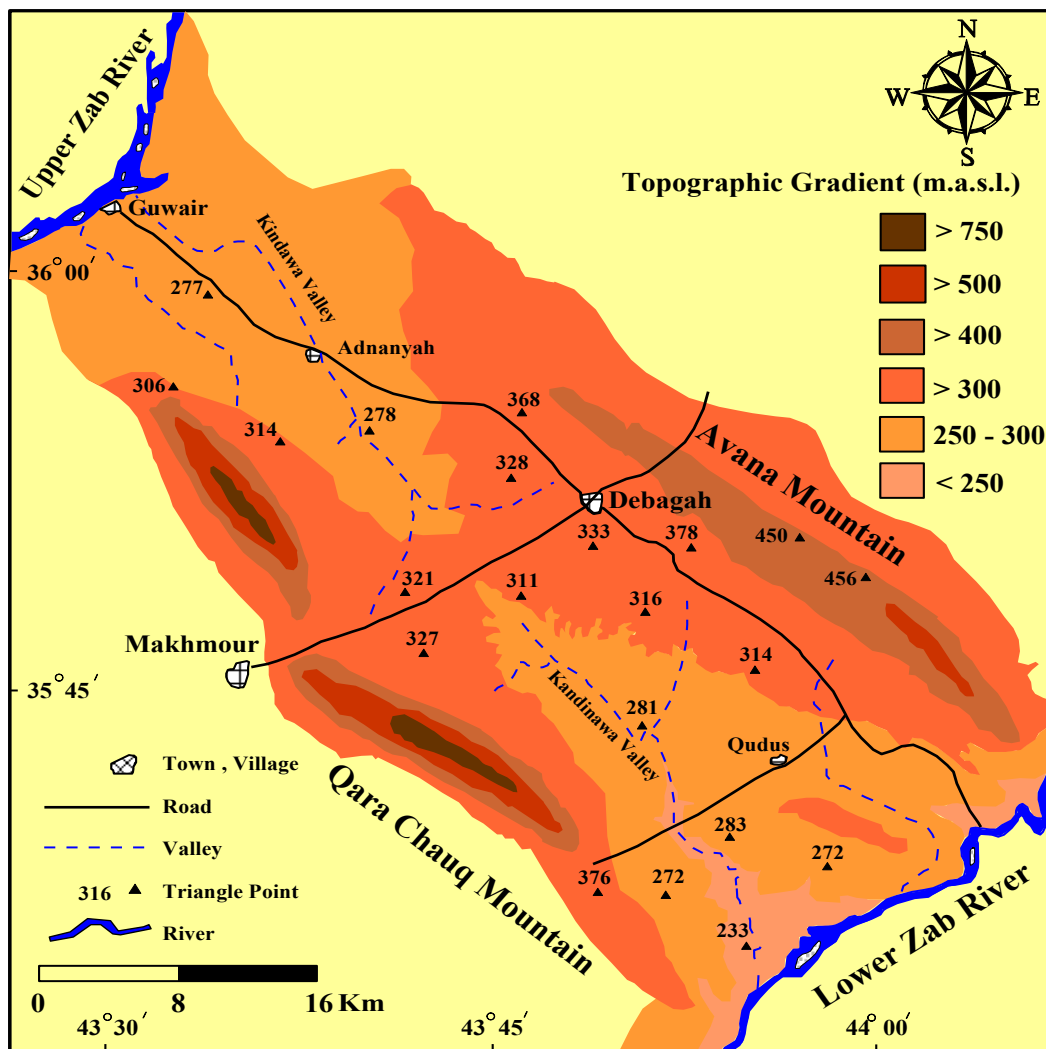 N
W E
S
Upper Zab River
Topographic Gradient (m.a.s.l.)
> 750
> 500
> 400
> 300
250 - 300
< 250
Guwair
Kindawa Valley
36°00′
277
Adnanyah
306
314
278
368
328
Avana Mountain
Debagah
333
378
450
456
321
311
316
327
314
Makhmour
35°45′
Kandinawa Valley
281
Qudus
Qara Chauq Mountain
283
272
376
272
233
Lower Zab River
Town , Village
Road
Valley
316 Triangle Point
River
0 8 16 Km
43°30′ 43°45′ 44°00′